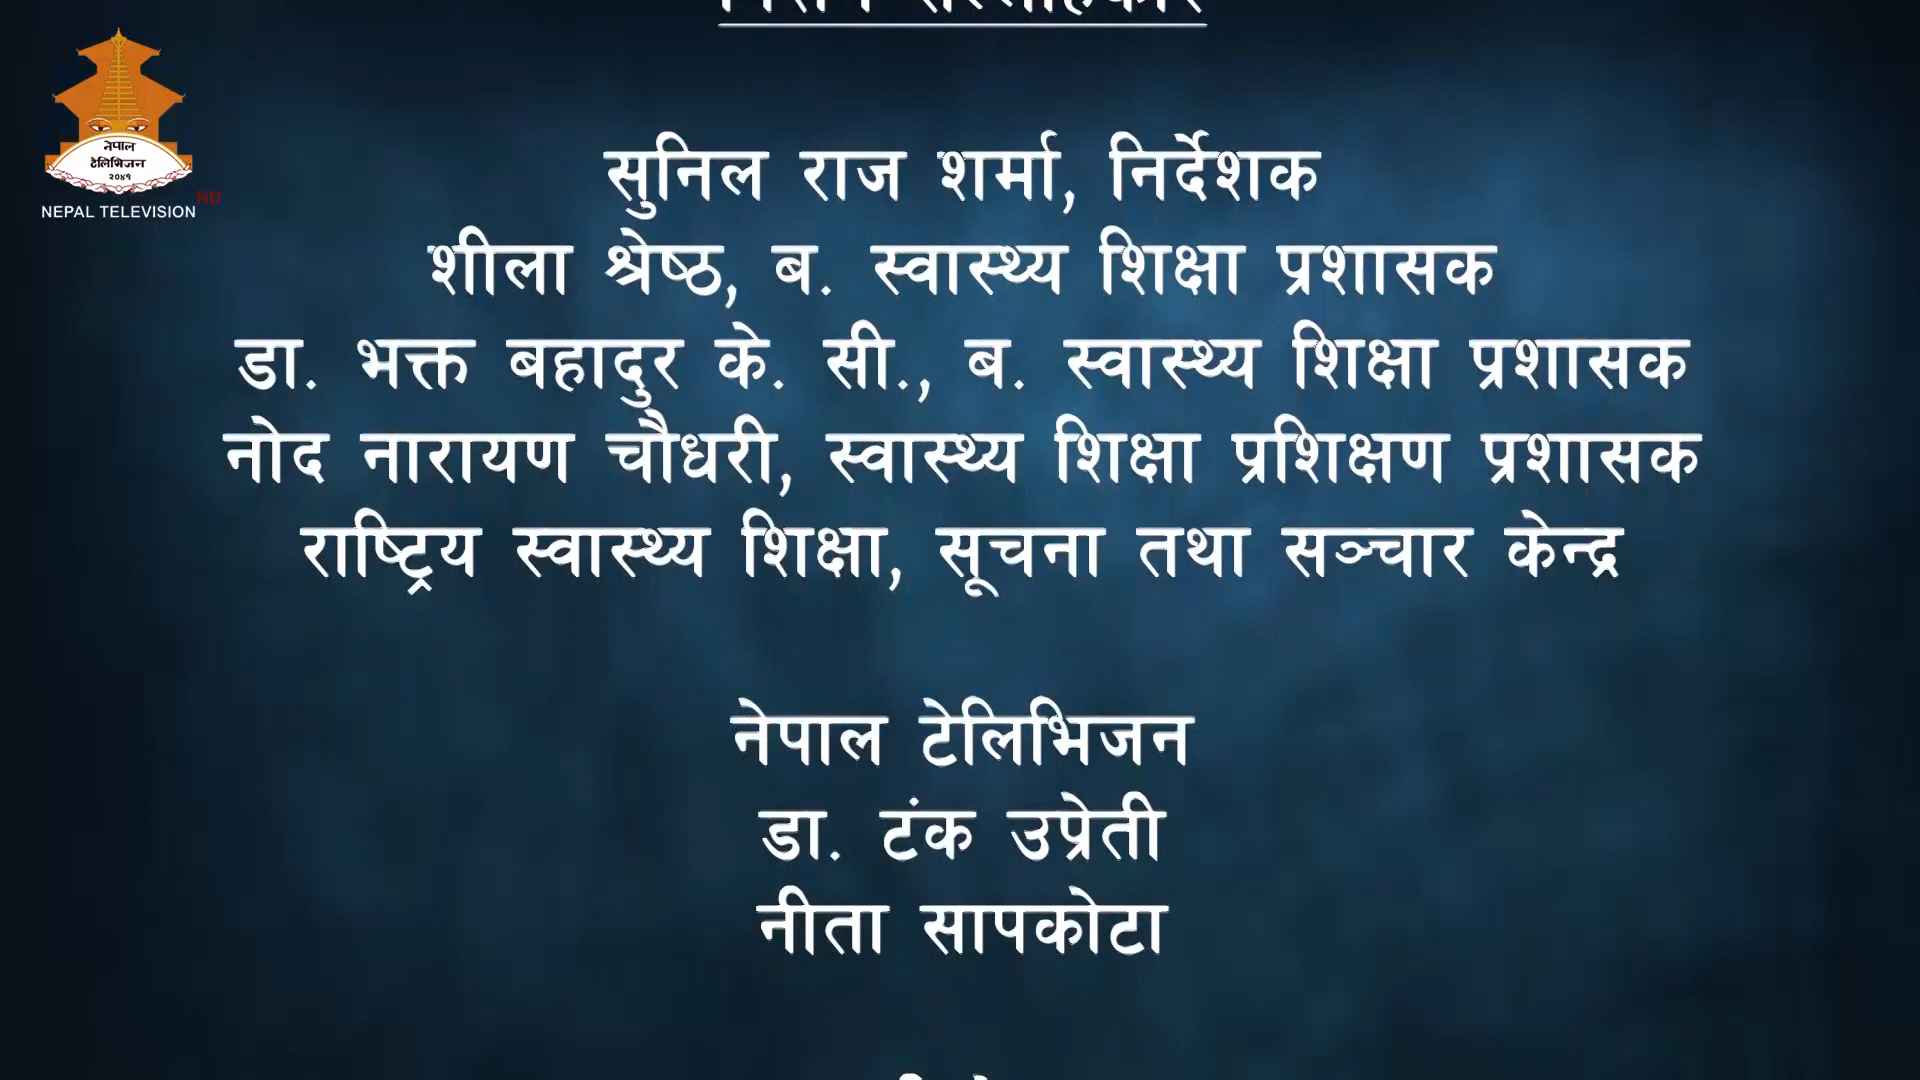 नेपाल
टेलिभिजन
२०४१
HD
NEPAL TELEVISION
सुनिल राज शर्मा, निर्देशक
शीला श्रेष्ठ, ब. स्वास्थ्य शिक्षा प्रशासक
डा. भक्त बहादुर के. सी., ब. स्वास्थ्य शिक्षा प्रशासक
नोद नारायण चौधरी, स्वास्थ्य शिक्षा प्रशिक्षण प्रशासक
राष्ट्रिय स्वास्थ्य शिक्षा, सूचना तथा सञ्चार केन्द्र
नेपाल टेलिभिजन
डा. टंक उप्रेती
नीता सापकोटा